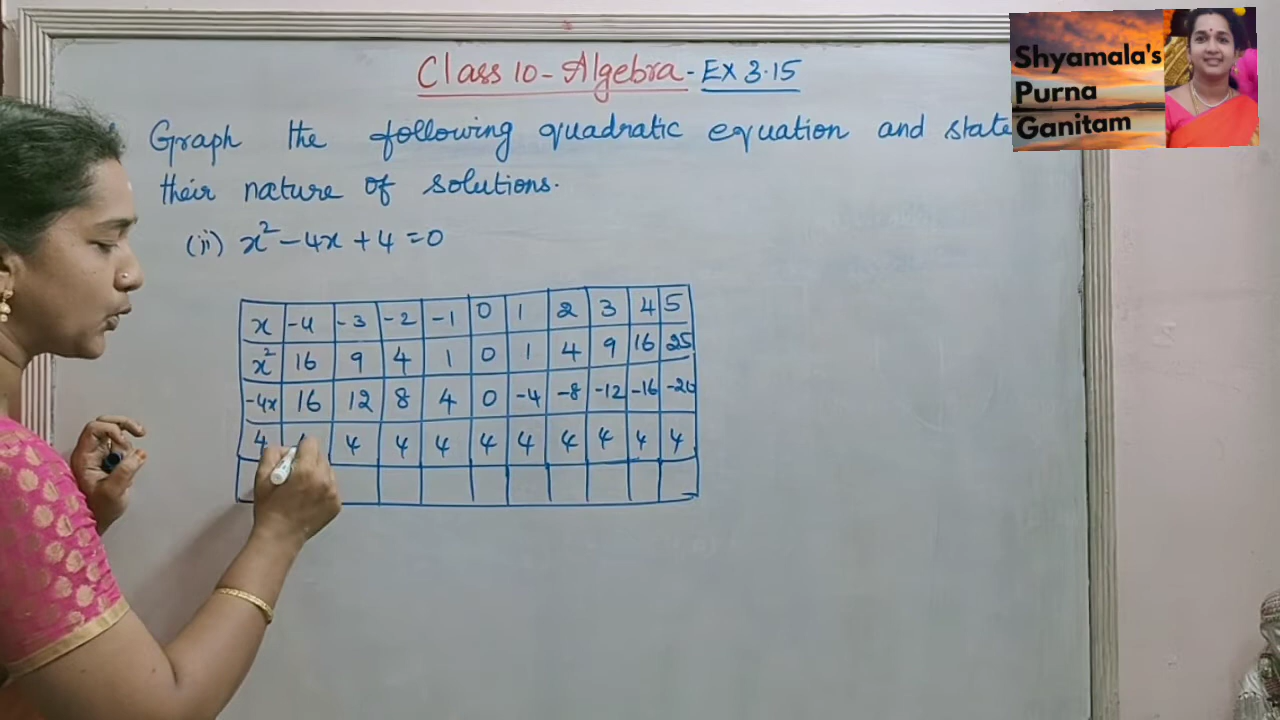 Class 10 - Algebra - EX 3.15
Shyamala's
Purna
Ganitam
Graph the following quadratic equation and state
their nature of solutions.
(ii) x² - 4x + 4 = 0
x -4 -3 -2 -1 0 1 2 3 4 5
x² 16 9 4 1 0 1 4 9 16 25
-4x 16 12 8 4 0 -4 -8 -12 -16 -20
4 4 4 4 4 4 4 4 4 4